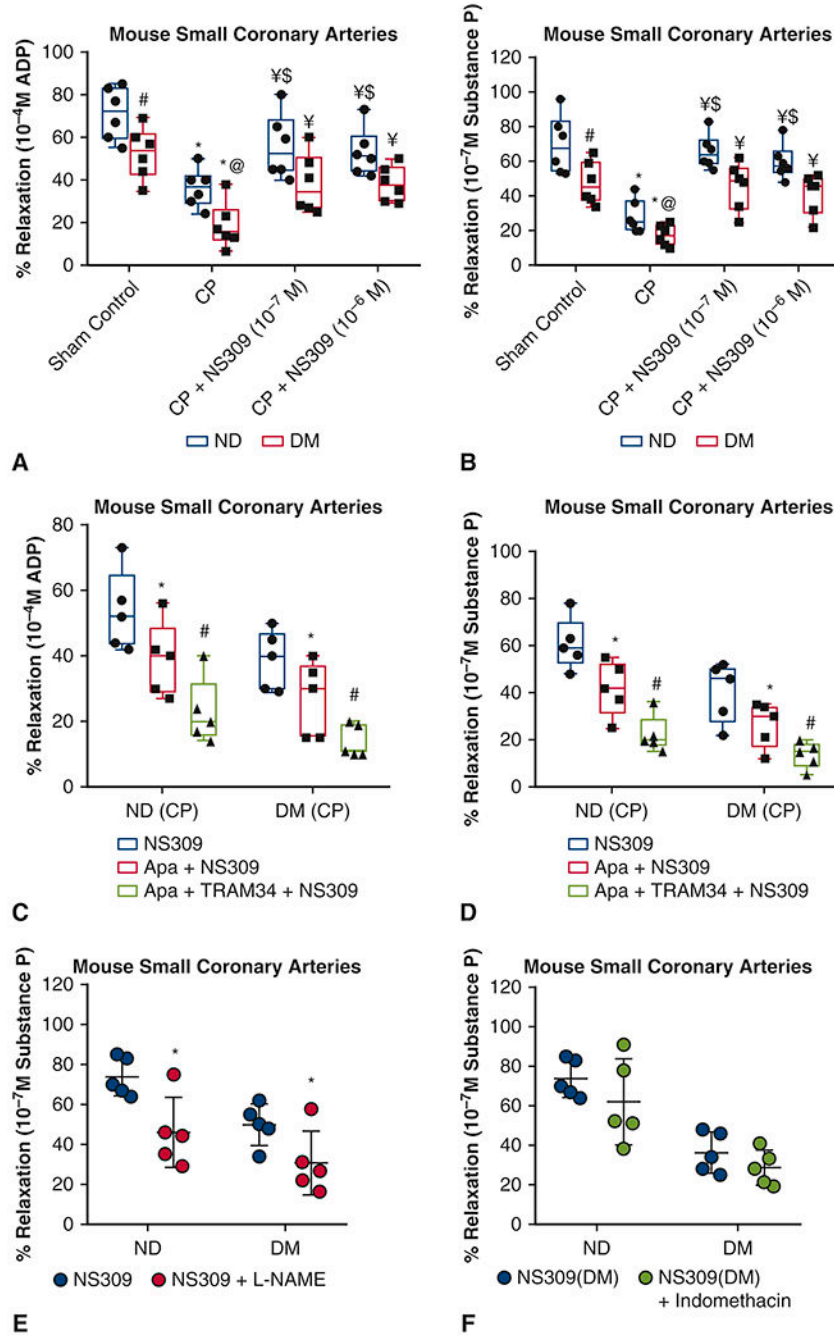 Mouse Small Coronary Arteries
% Relaxation (10⁻⁴M ADP)
100
80
60
40
20
0
#
*
* @
¥$
¥
¥$
¥
Sham Control
CP
CP + NS309 (10⁻⁷ M)
CP + NS309 (10⁻⁶ M)
ND
DM
A
Mouse Small Coronary Arteries
% Relaxation (10⁻⁷M Substance P)
120
100
80
60
40
20
0
#
*
* @
¥$
¥
¥$
¥
Sham Control
CP
CP + NS309 (10⁻⁷ M)
CP + NS309 (10⁻⁶ M)
ND
DM
B
Mouse Small Coronary Arteries
% Relaxation (10⁻⁴M ADP)
80
60
40
20
0
*
#
*
#
ND (CP)
DM (CP)
NS309
Apa + NS309
Apa + TRAM34 + NS309
C
Mouse Small Coronary Arteries
% Relaxation (10⁻⁷M Substance P)
100
80
60
40
20
0
*
#
*
#
ND (CP)
DM (CP)
NS309
Apa + NS309
Apa + TRAM34 + NS309
D
Mouse Small Coronary Arteries
% Relaxation (10⁻⁷M Substance P)
120
100
80
60
40
20
0
*
*
ND
DM
NS309
NS309 + L-NAME
E
Mouse Small Coronary Arteries
% Relaxation (10⁻⁷M Substance P)
120
100
80
60
40
20
0
ND
DM
NS309(DM)
NS309(DM)
+ Indomethacin
F